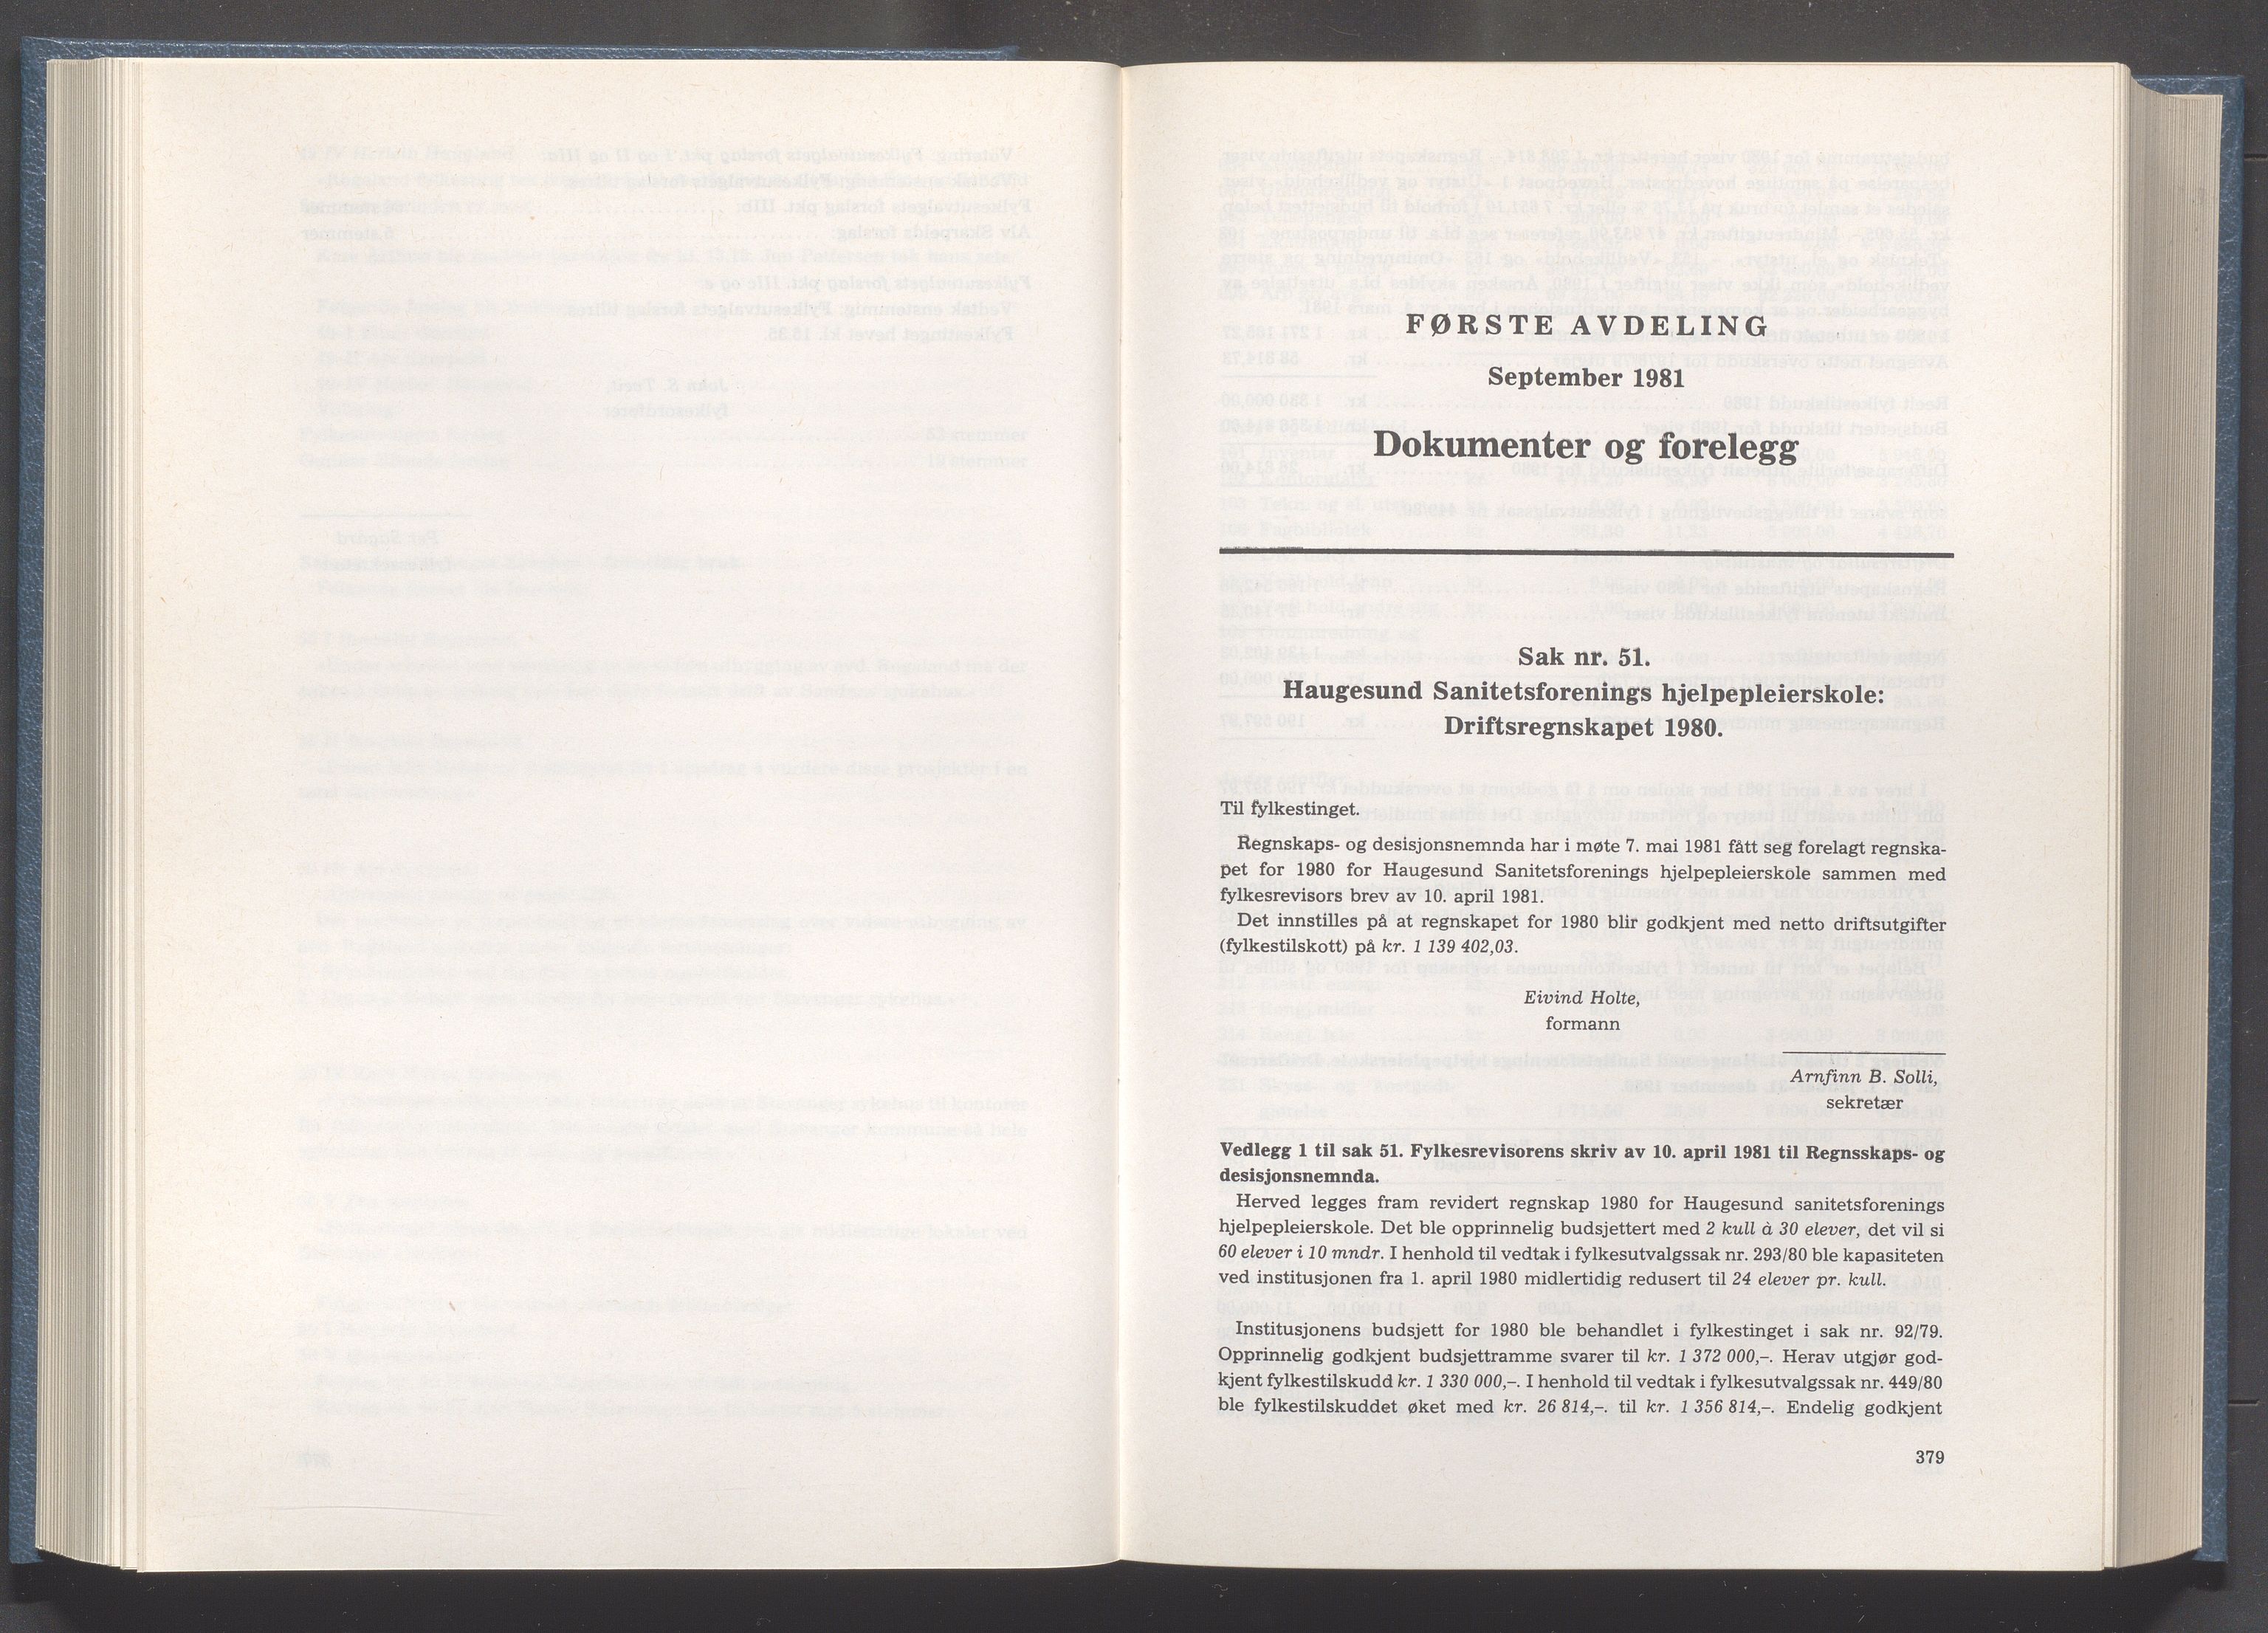 FØRSTE AVDELING
September 1981
Dokumenter og forelegg
Sak nr. 51.
Haugesund Sanitetsforenings hjelpepleierskole:
Driftsregnskapet 1980.
Til fylkestinget.
Regnskaps- og desisjonsnemnda har i møte 7. mai 1981 fått seg forelagt regnska-
pet for 1980 for Haugesund Sanitetsforenings hjelpepleierskole sammen med
fylkesrevisors brev av 10. april 1981.
Det innstilles på at regnskapet for 1980 blir godkjent med netto driftsutgifter
(fylkestilskott) på kr. 1 139 402,03.
Eivind Holte,
formann
Arnfinn B. Solli,
sekretær
Vedlegg 1 til sak 51. Fylkesrevisorens skriv av 10. april 1981 til Regnsskaps- og
desisjonsnemnda.
Herved legges fram revidert regnskap 1980 for Haugesund sanitetsforenings
hjelpepleierskole. Det ble opprinnelig budsjettert med 2 kull à 30 elever, det vil si
60 elever i 10 mndr. I henhold til vedtak i fylkesutvalgssak nr. 293/80 ble kapasiteten
ved institusjonen fra 1. april 1980 midlertidig redusert til 24 elever pr. kull.
Institusjonens budsjett for 1980 ble behandlet i fylkestinget i sak nr. 92/79.
Opprinnelig godkjent budsjettramme svarer til kr. 1 372 000,–. Herav utgjør god-
kjent fylkestilskudd kr. 1 330 000,–. I henhold til vedtak i fylkesutvalgssak nr. 449/80
ble fylkestilskuddet øket med kr. 26 814,–. til kr. 1 356 814,–. Endelig godkjent
379